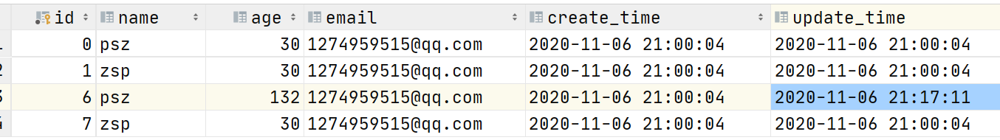 id name age email create_time update_time
0 psz 30 1274959515@qq.com 2020-11-06 21:00:04 2020-11-06 21:00:04
2 1 zsp 30 1274959515@qq.com 2020-11-06 21:00:04 2020-11-06 21:00:04
3 6 psz 132 1274959515@qq.com 2020-11-06 21:00:04 2020-11-06 21:17:11
7 zsp 30 1274959515@qq.com 2020-11-06 21:00:04 2020-11-06 21:00:04